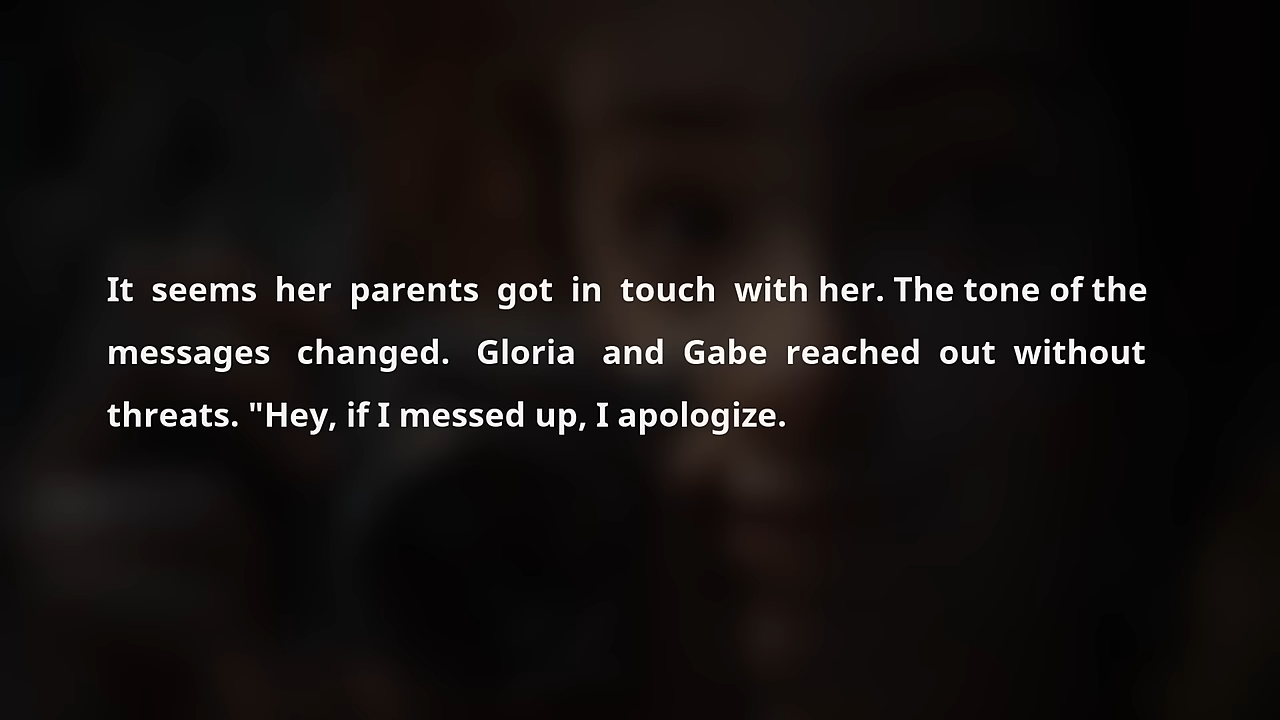 It seems her parents got in touch with her. The tone of the
messages changed. Gloria and Gabe reached out without
threats. "Hey, if I messed up, I apologize.